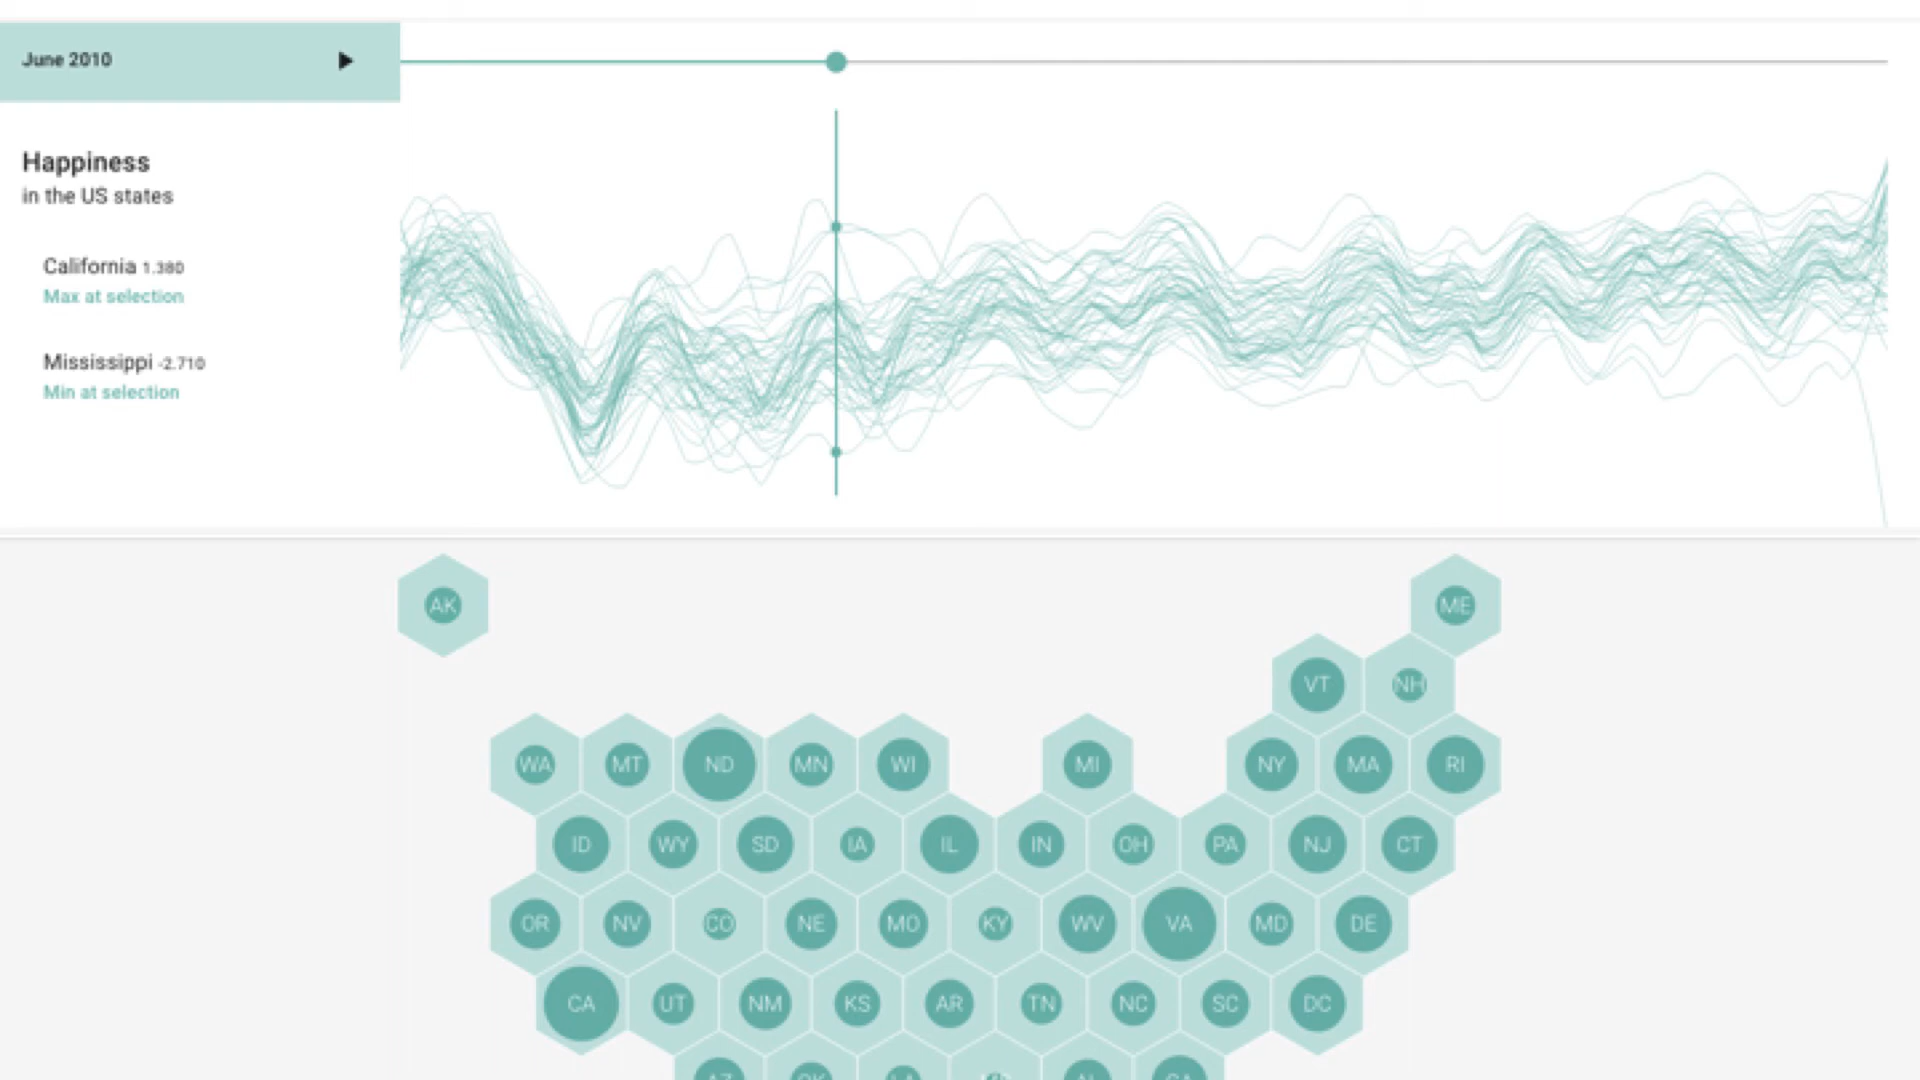 June 2010
Happiness
in the US states
California 1.380
Max at selection
Mississippi -2.710
Min at selection
AK ME
VT NH
WA MT ND MN WI MI NY MA RI
ID WY SD IA IL IN OH PA NJ CT
OR NV CO NE MO KY WV VA MD DE
CA UT NM KS AR TN NC SC DC